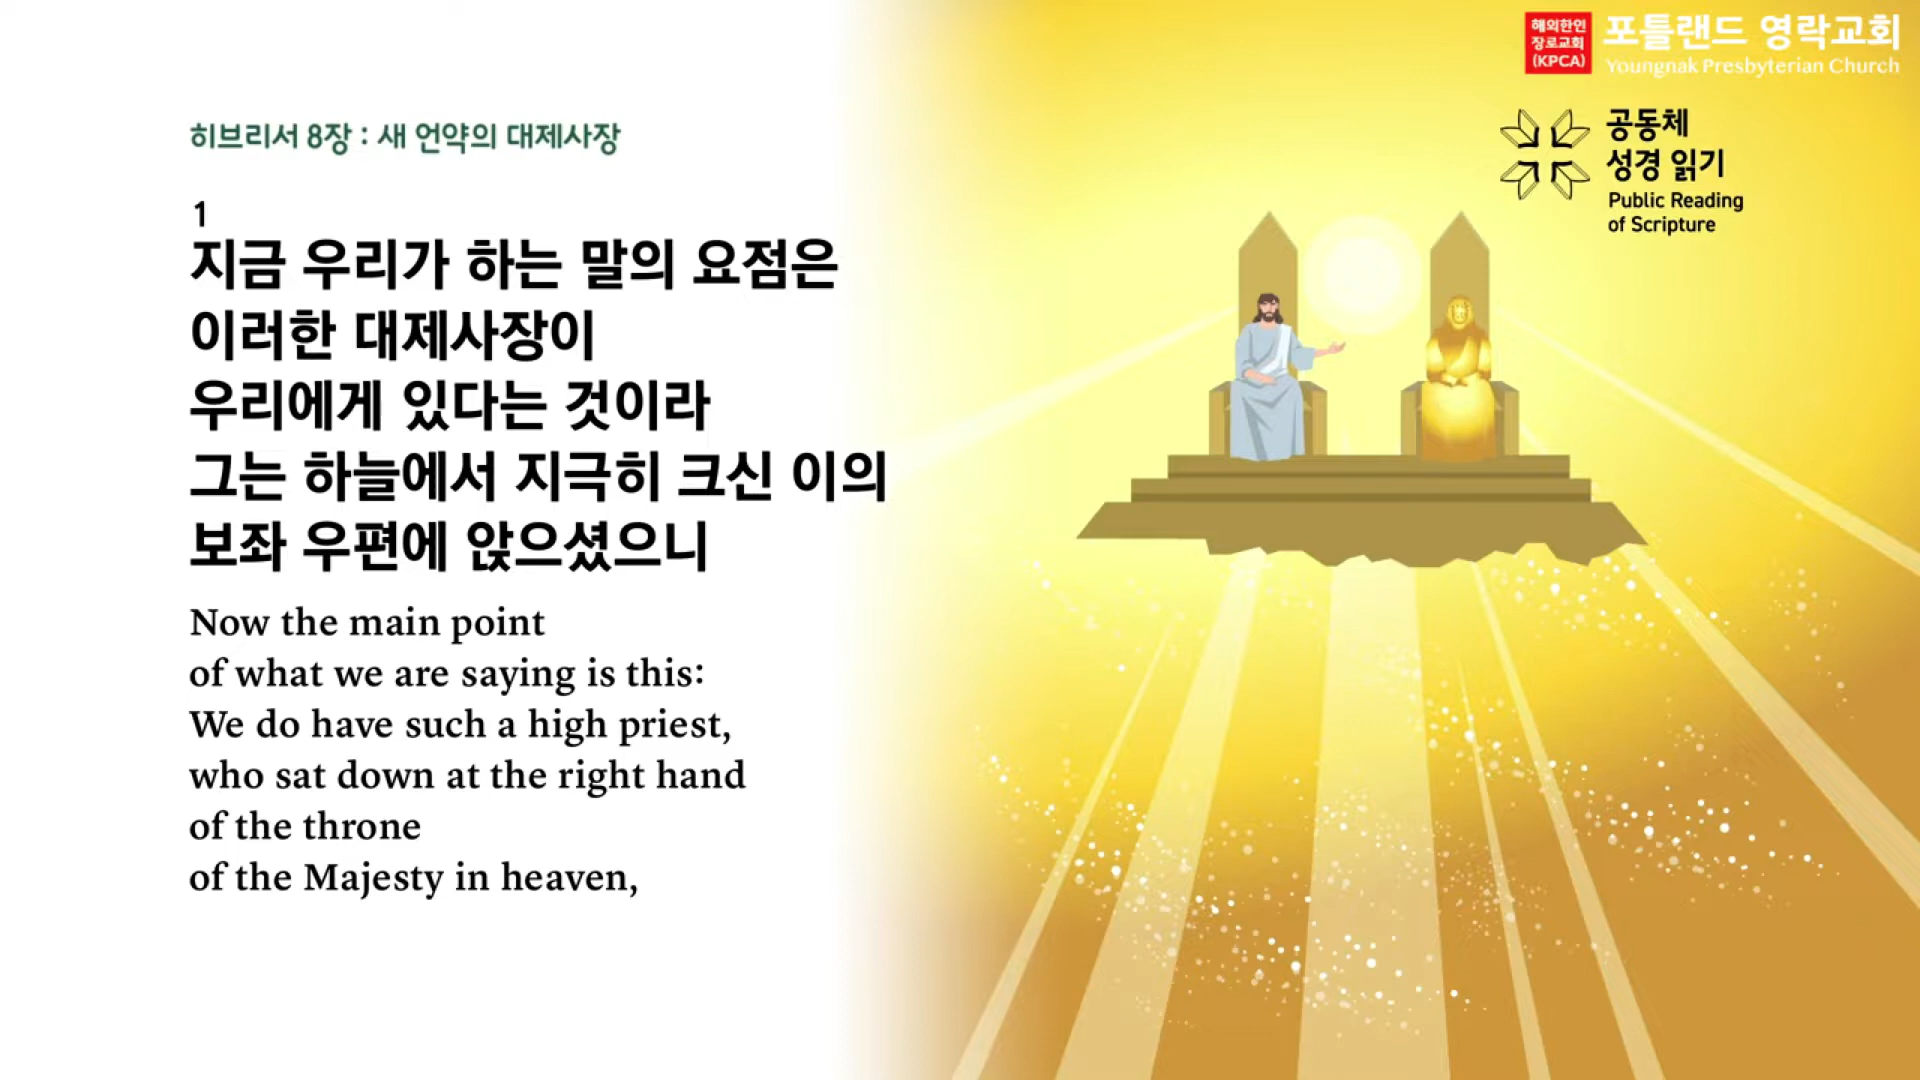 해외한인
장로교회
(KPCA)
포틀랜드 영락교회
Youngnak Presbyterian Church
공동체
성경 읽기
Public Reading
of Scripture
히브리서 8장 : 새 언약의 대제사장
1
지금 우리가 하는 말의 요점은
이러한 대제사장이
우리에게 있다는 것이라
그는 하늘에서 지극히 크신 이의
보좌 우편에 앉으셨으니
Now the main point
of what we are saying is this:
We do have such a high priest,
who sat down at the right hand
of the throne
of the Majesty in heaven,